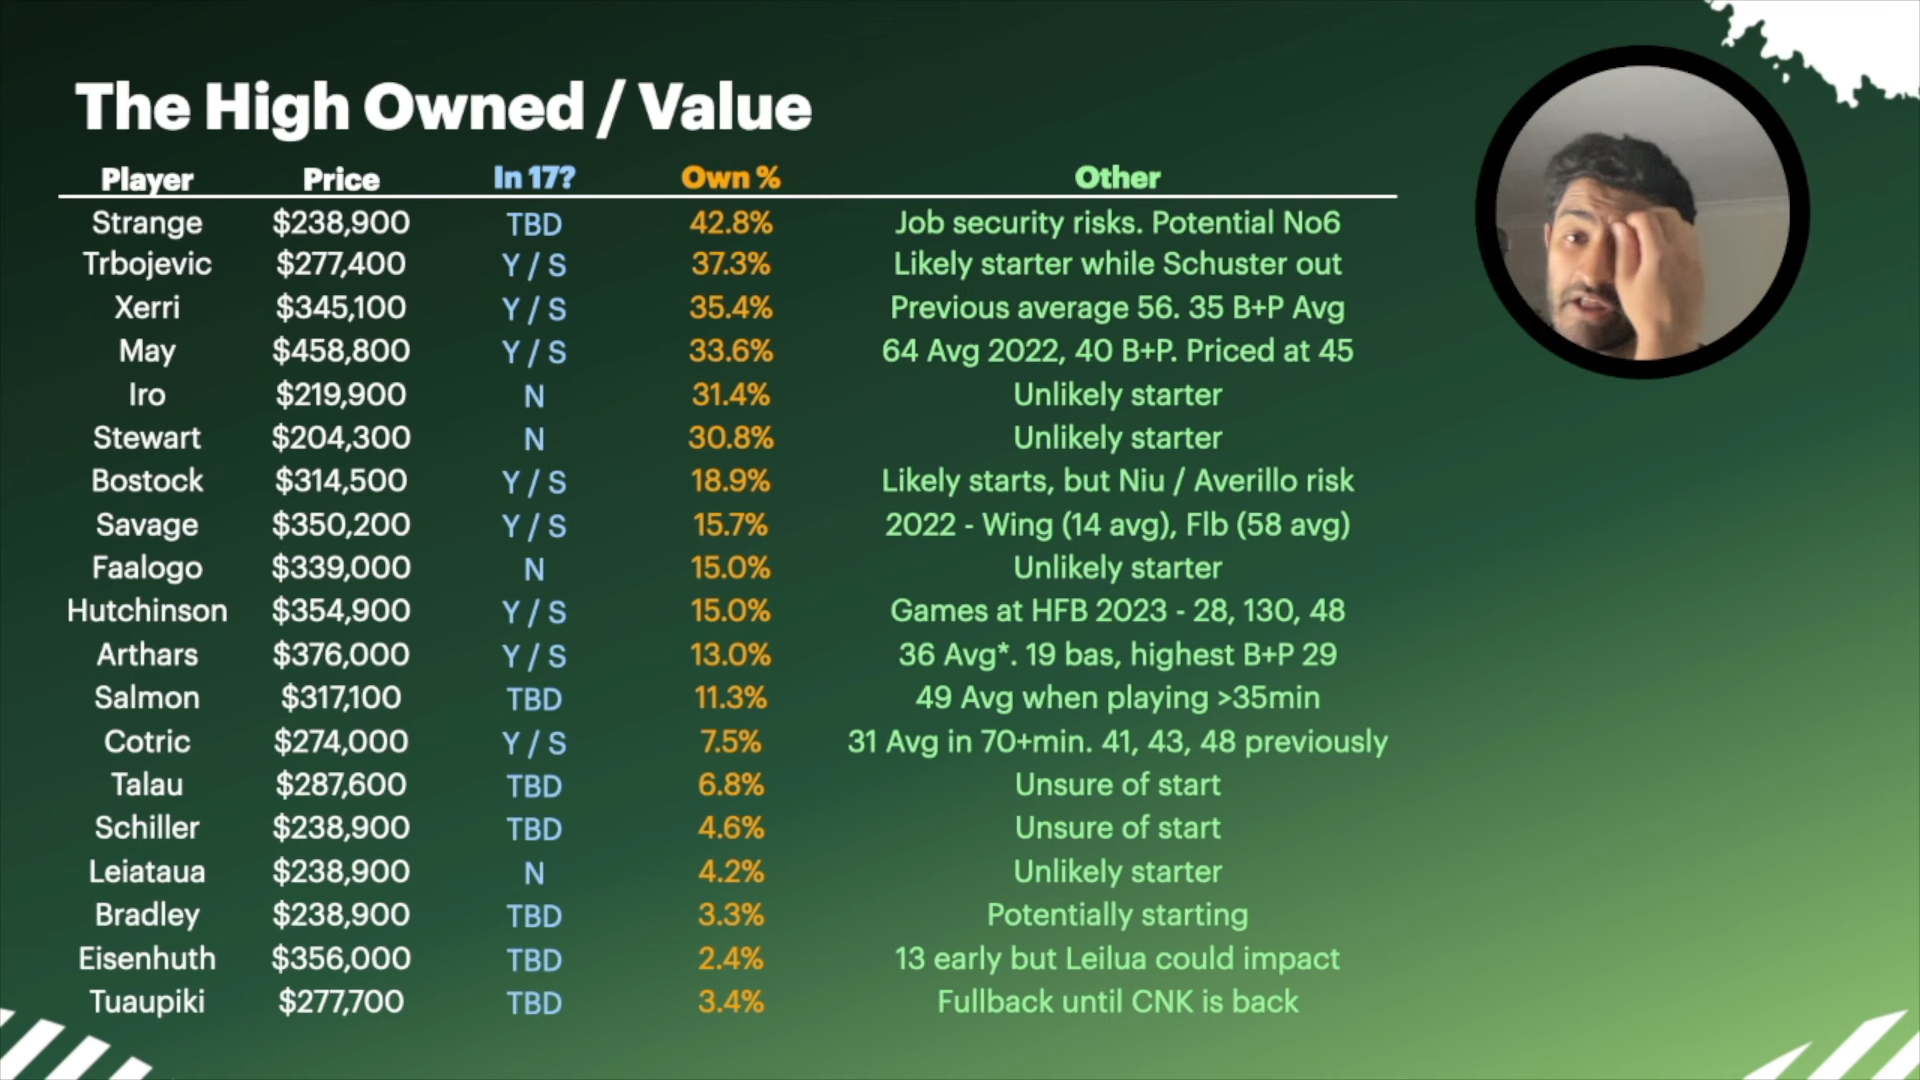 The High Owned / Value
Player Price In 17? Own % Other
Strange $238,900 TBD 42.8% Job security risks. Potential No6
Trbojevic $277,400 Y / S 37.3% Likely starter while Schuster out
Xerri $345,100 Y / S 35.4% Previous average 56. 35 B+P Avg
May $458,800 Y / S 33.6% 64 Avg 2022, 40 B+P. Priced at 45
Iro $219,900 N 31.4% Unlikely starter
Stewart $204,300 N 30.8% Unlikely starter
Bostock $314,500 Y / S 18.9% Likely starts, but Niu / Averillo risk
Savage $350,200 Y / S 15.7% 2022 - Wing (14 avg), Flb (58 avg)
Faalogo $339,000 N 15.0% Unlikely starter
Hutchinson $354,900 Y / S 15.0% Games at HFB 2023 - 28, 130, 48
Arthars $376,000 Y / S 13.0% 36 Avg*. 19 bas, highest B+P 29
Salmon $317,100 TBD 11.3% 49 Avg when playing >35min
Cotric $274,000 Y / S 7.5% 31 Avg in 70+min. 41, 43, 48 previously
Talau $287,600 TBD 6.8% Unsure of start
Schiller $238,900 TBD 4.6% Unsure of start
Leiataua $238,900 N 4.2% Unlikely starter
Bradley $238,900 TBD 3.3% Potentially starting
Eisenhuth $356,000 TBD 2.4% 13 early but Leilua could impact
Tuaupiki $277,700 TBD 3.4% Fullback until CNK is back